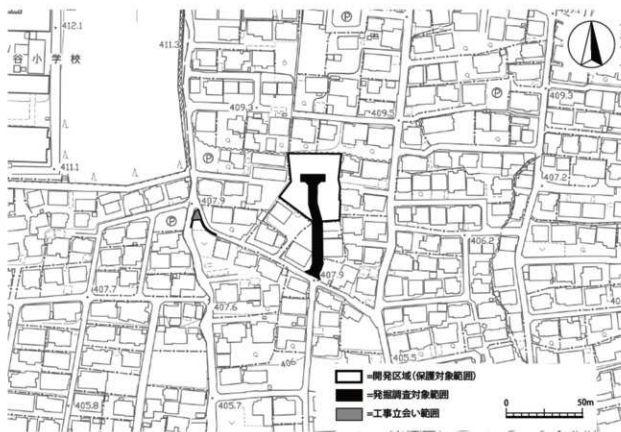 412.1
411.3
谷 小 学 校
P
409.3
409.5
P
409.3
411.1
P
407.2
407.9
P
406.2
407.9
407.7
407.6
406
405.5
405.8
405.7
=開発区域(保護対象範囲)
=発掘調査対象範囲
=工事立会い範囲
0 50m